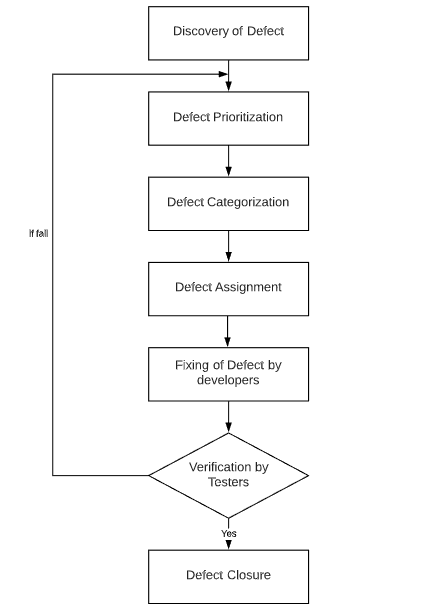 Discovery of Defect
Defect Prioritization
Defect Categorization
If fail
Defect Assignment
Fixing of Defect by
developers
Verification by
Testers
Yes
Defect Closure